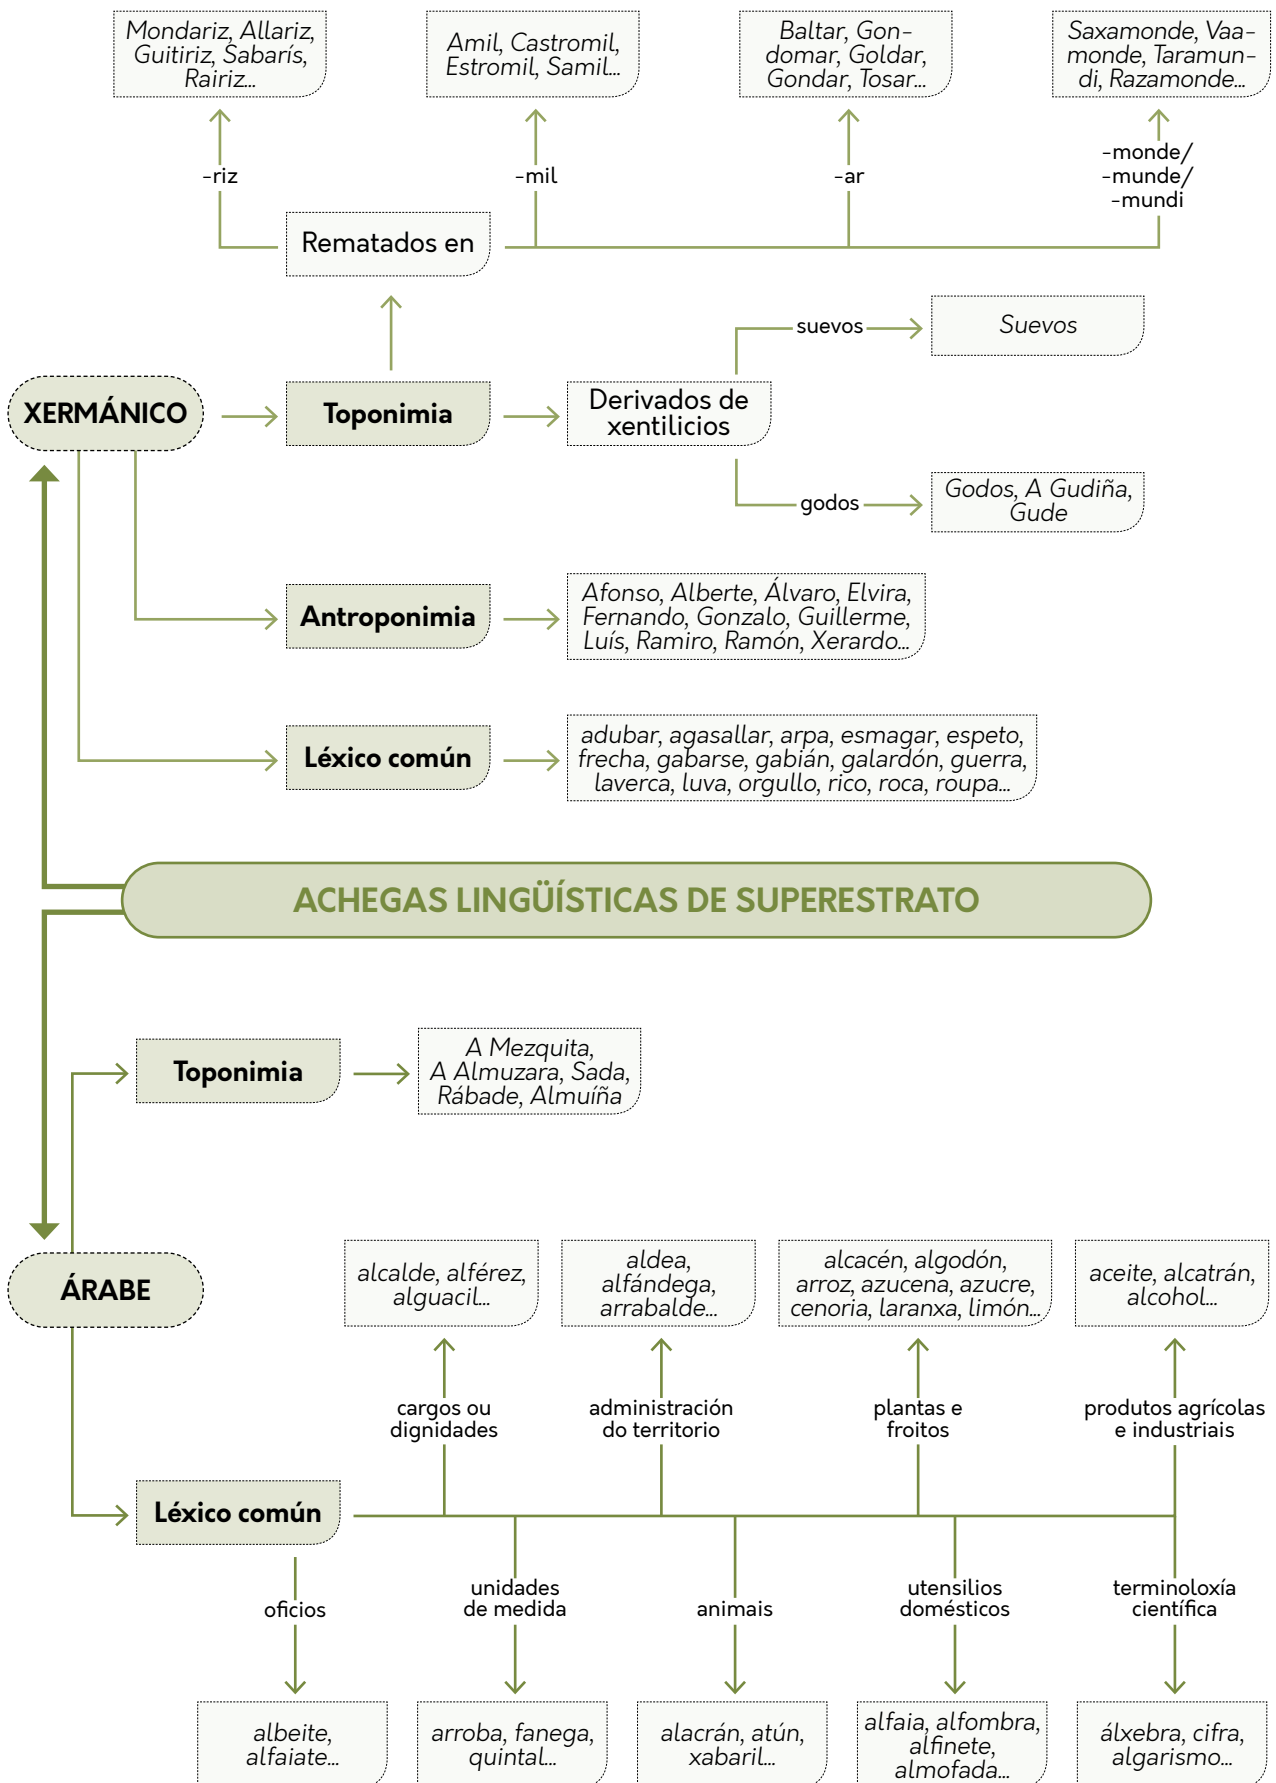 Mondariz, Allariz,
Guitiriz, Sabarís,
Rairiz...
Amil, Castromil,
Estromil, Samil...
Baltar, Gon-
domar, Goldar,
Gondar, Tosar...
Saxamonde, Vaa-
monde, Taramun-
di, Razamonde...
-riz
-mil
-ar
-monde/
-munde/
-mundi
Rematados en
suevos
Suevos
XERMÁNICO
Toponimia
Derivados de
xentilicios
godos
Godos, A Gudiña,
Gude
Antroponimia
Afonso, Alberte, Álvaro, Elvira,
Fernando, Gonzalo, Guillerme,
Luís, Ramiro, Ramón, Xerardo...
Léxico común
adubar, agasallar, arpa, esmagar, espeto,
frecha, gabarse, gabián, galardón, guerra,
laverca, luva, orgullo, rico, roca, roupa...
ACHEGAS LINGÜÍSTICAS DE SUPERESTRATO
Toponimia
A Mezquita,
A Almuzara, Sada,
Rábade, Almuíña
ÁRABE
alcalde, alférez,
alguacil...
aldea,
alfándega,
arrabalde...
alcacén, algodón,
arroz, azucena, azucre,
cenoria, laranxa, limón...
aceite, alcatrán,
alcohol...
cargos ou
dignidades
administración
do territorio
plantas e
froitos
produtos agrícolas
e industriais
Léxico común
oficios
unidades
de medida
animais
utensilios
domésticos
terminoloxía
científica
albeite,
alfaiate...
arroba, fanega,
quintal...
alacrán, atún,
xabaril...
alfaia, alfombra,
alfinete,
almofada...
álxebra, cifra,
algarismo...